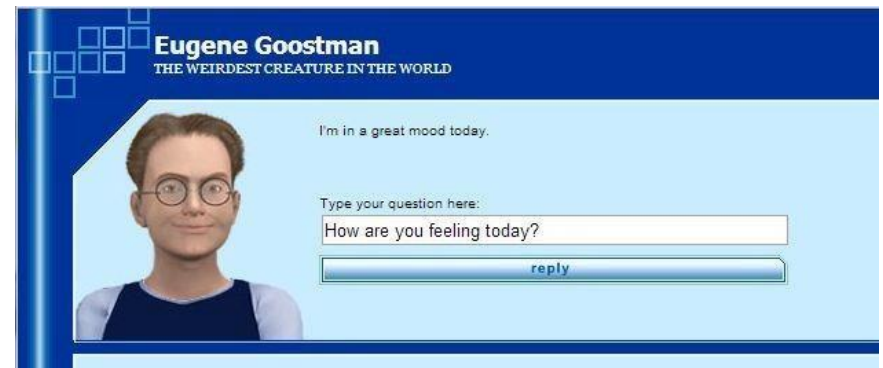 Eugene Goostman
THE WEIRDEST CREATURE IN THE WORLD
I'm in a great mood today.
Type your question here:
How are you feeling today?
reply